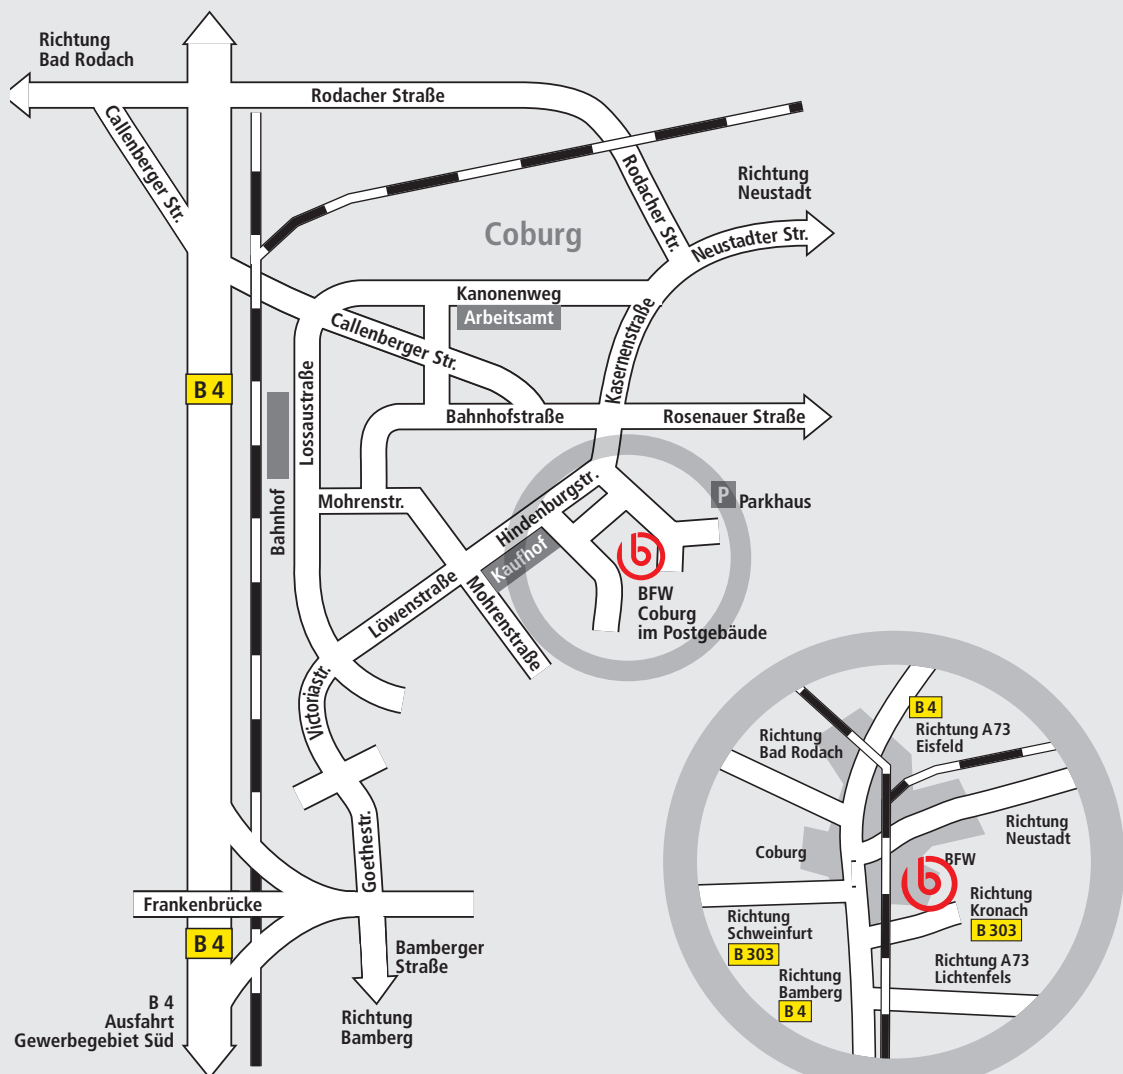 Richtung
Bad Rodach
Rodacher Straße
Callenberger Str.
Rodacher Str.
Richtung
Neustadt
Neustadter Str.
Coburg
Kanonenweg
Arbeitsamt
Callenberger Str.
Kasernenstraße
B 4
Lossaustraße
Bahnhofstraße
Rosenauer Straße
Bahnhof
Mohrenstr.
Hindenburgstr.
P
Parkhaus
Kaufhof
b
Löwenstraße
Mohrenstraße
BFW
Coburg
im Postgebäude
Victoriastr.
Goethestr.
Frankenbrücke
B 4
Bamberger
Straße
B 4
Ausfahrt
Gewerbegebiet Süd
Richtung
Bamberg
B 4
Richtung A73
Eisfeld
Richtung
Bad Rodach
Richtung
Neustadt
Coburg
BFW
b
Richtung
Kronach
B 303
Richtung
Schweinfurt
B 303
Richtung A73
Lichtenfels
Richtung
Bamberg
B 4